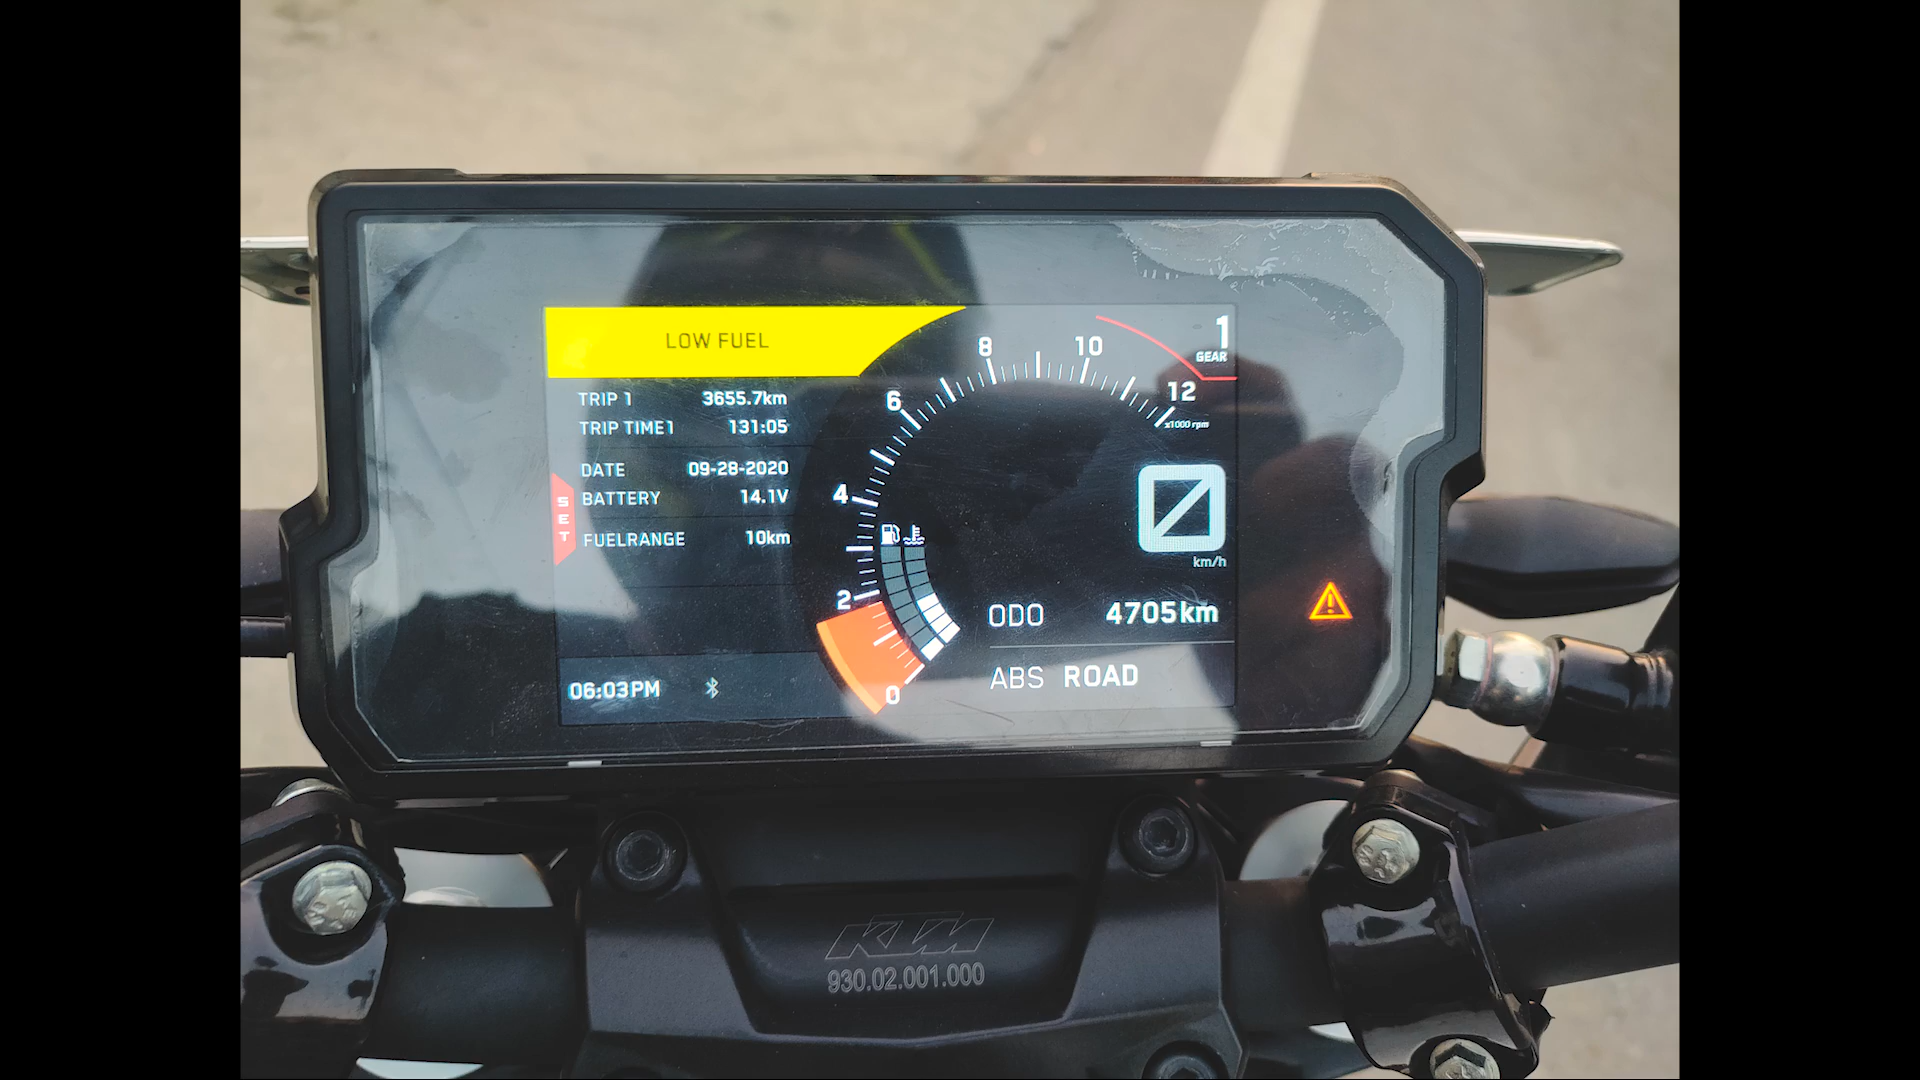 LOW FUEL
TRIP 1 3655.7km
TRIP TIME1 131:05
DATE 09-28-2020
BATTERY 14.1V
FUELRANGE 10km
SET
06:03PM
0
2
4
6
8
10
12
x1000 rpm
1
GEAR
0
km/h
ODO 4705km
ABS ROAD
KTM
930.02.001.000